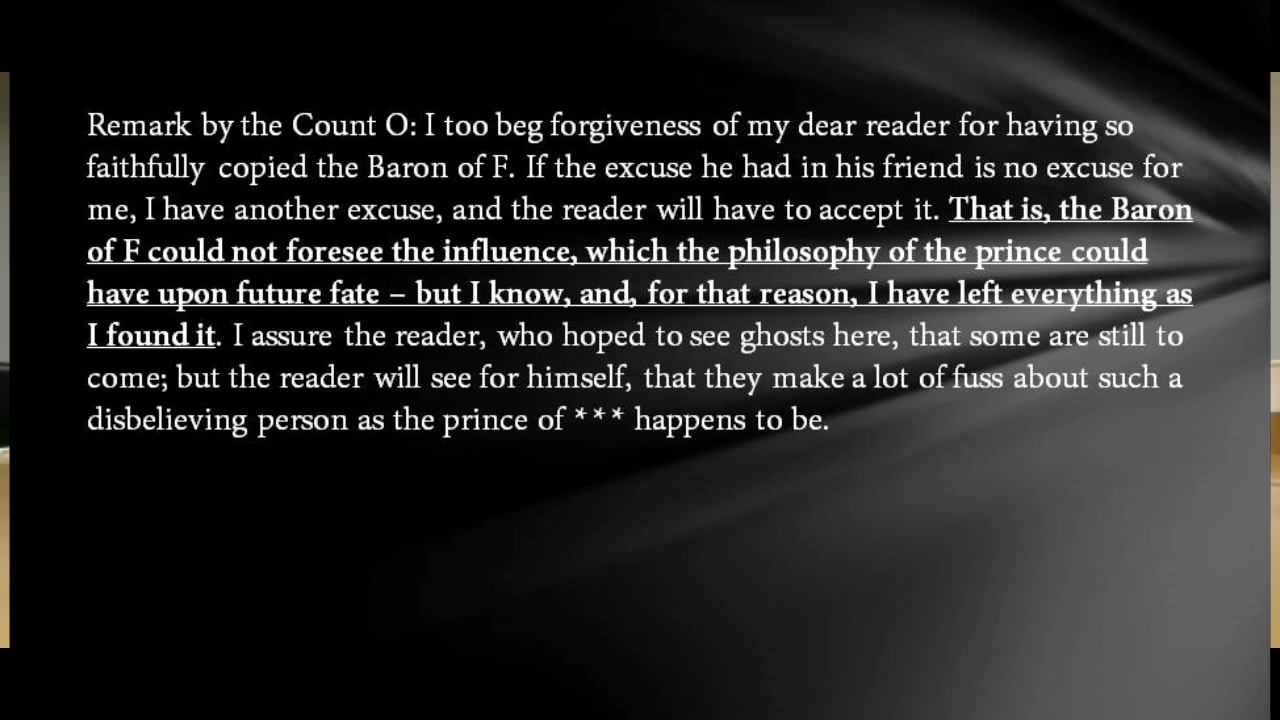 Remark by the Count O: I too beg forgiveness of my dear reader for having so
faithfully copied the Baron of F. If the excuse he had in his friend is no excuse for
me, I have another excuse, and the reader will have to accept it. That is, the Baron
of F could not foresee the influence, which the philosophy of the prince could
have upon future fate – but I know, and, for that reason, I have left everything as
I found it. I assure the reader, who hoped to see ghosts here, that some are still to
come; but the reader will see for himself, that they make a lot of fuss about such a
disbelieving person as the prince of *** happens to be.